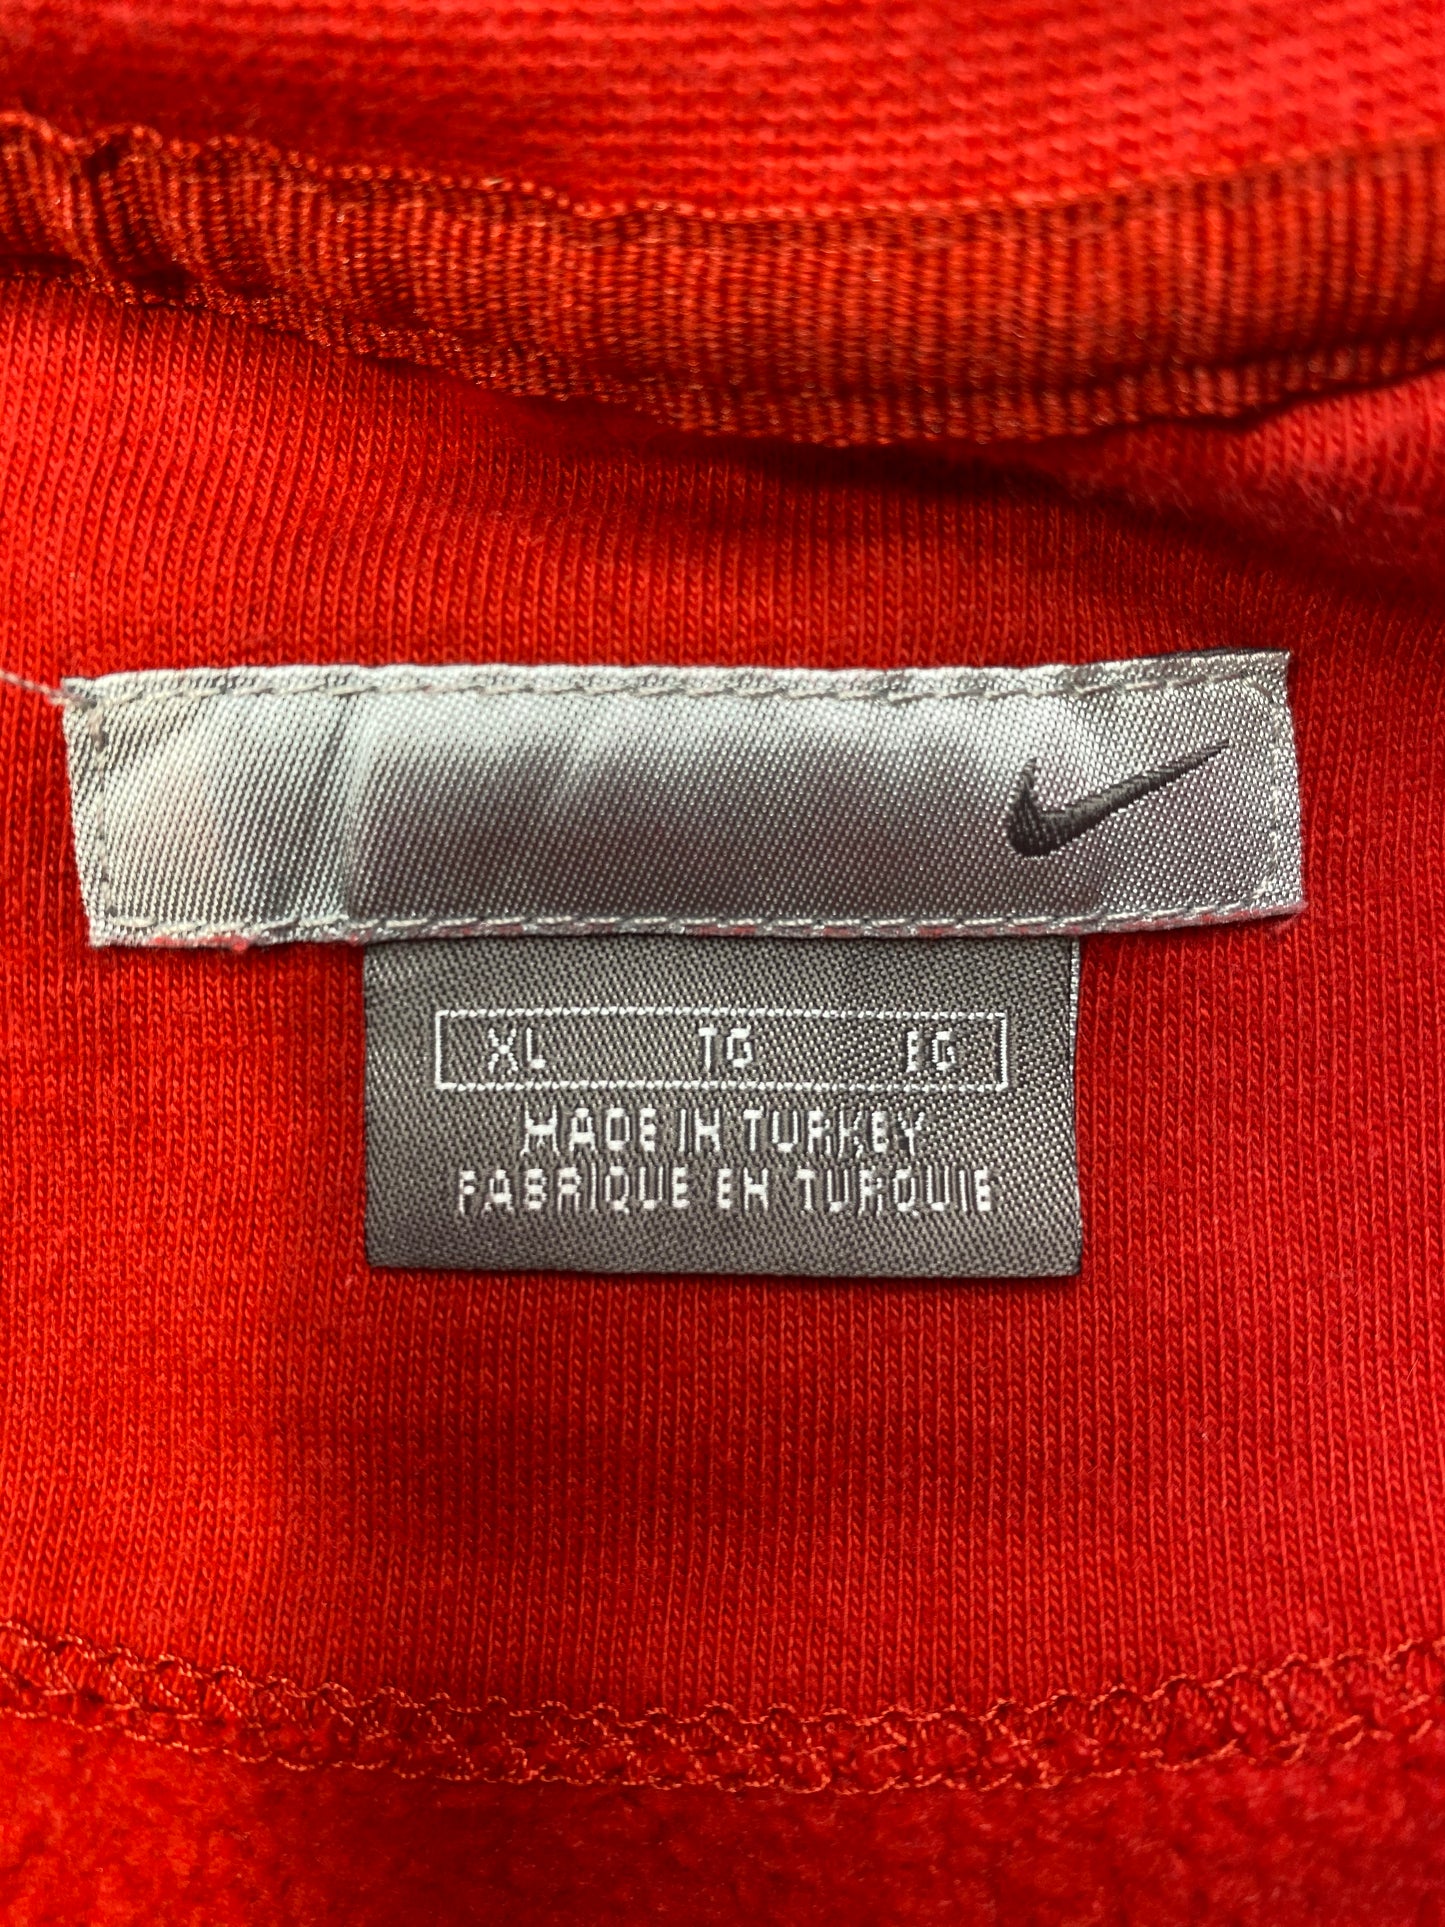 XL TG EG
MADE IN TURKEY
FABRIQUE EN TURQUIE